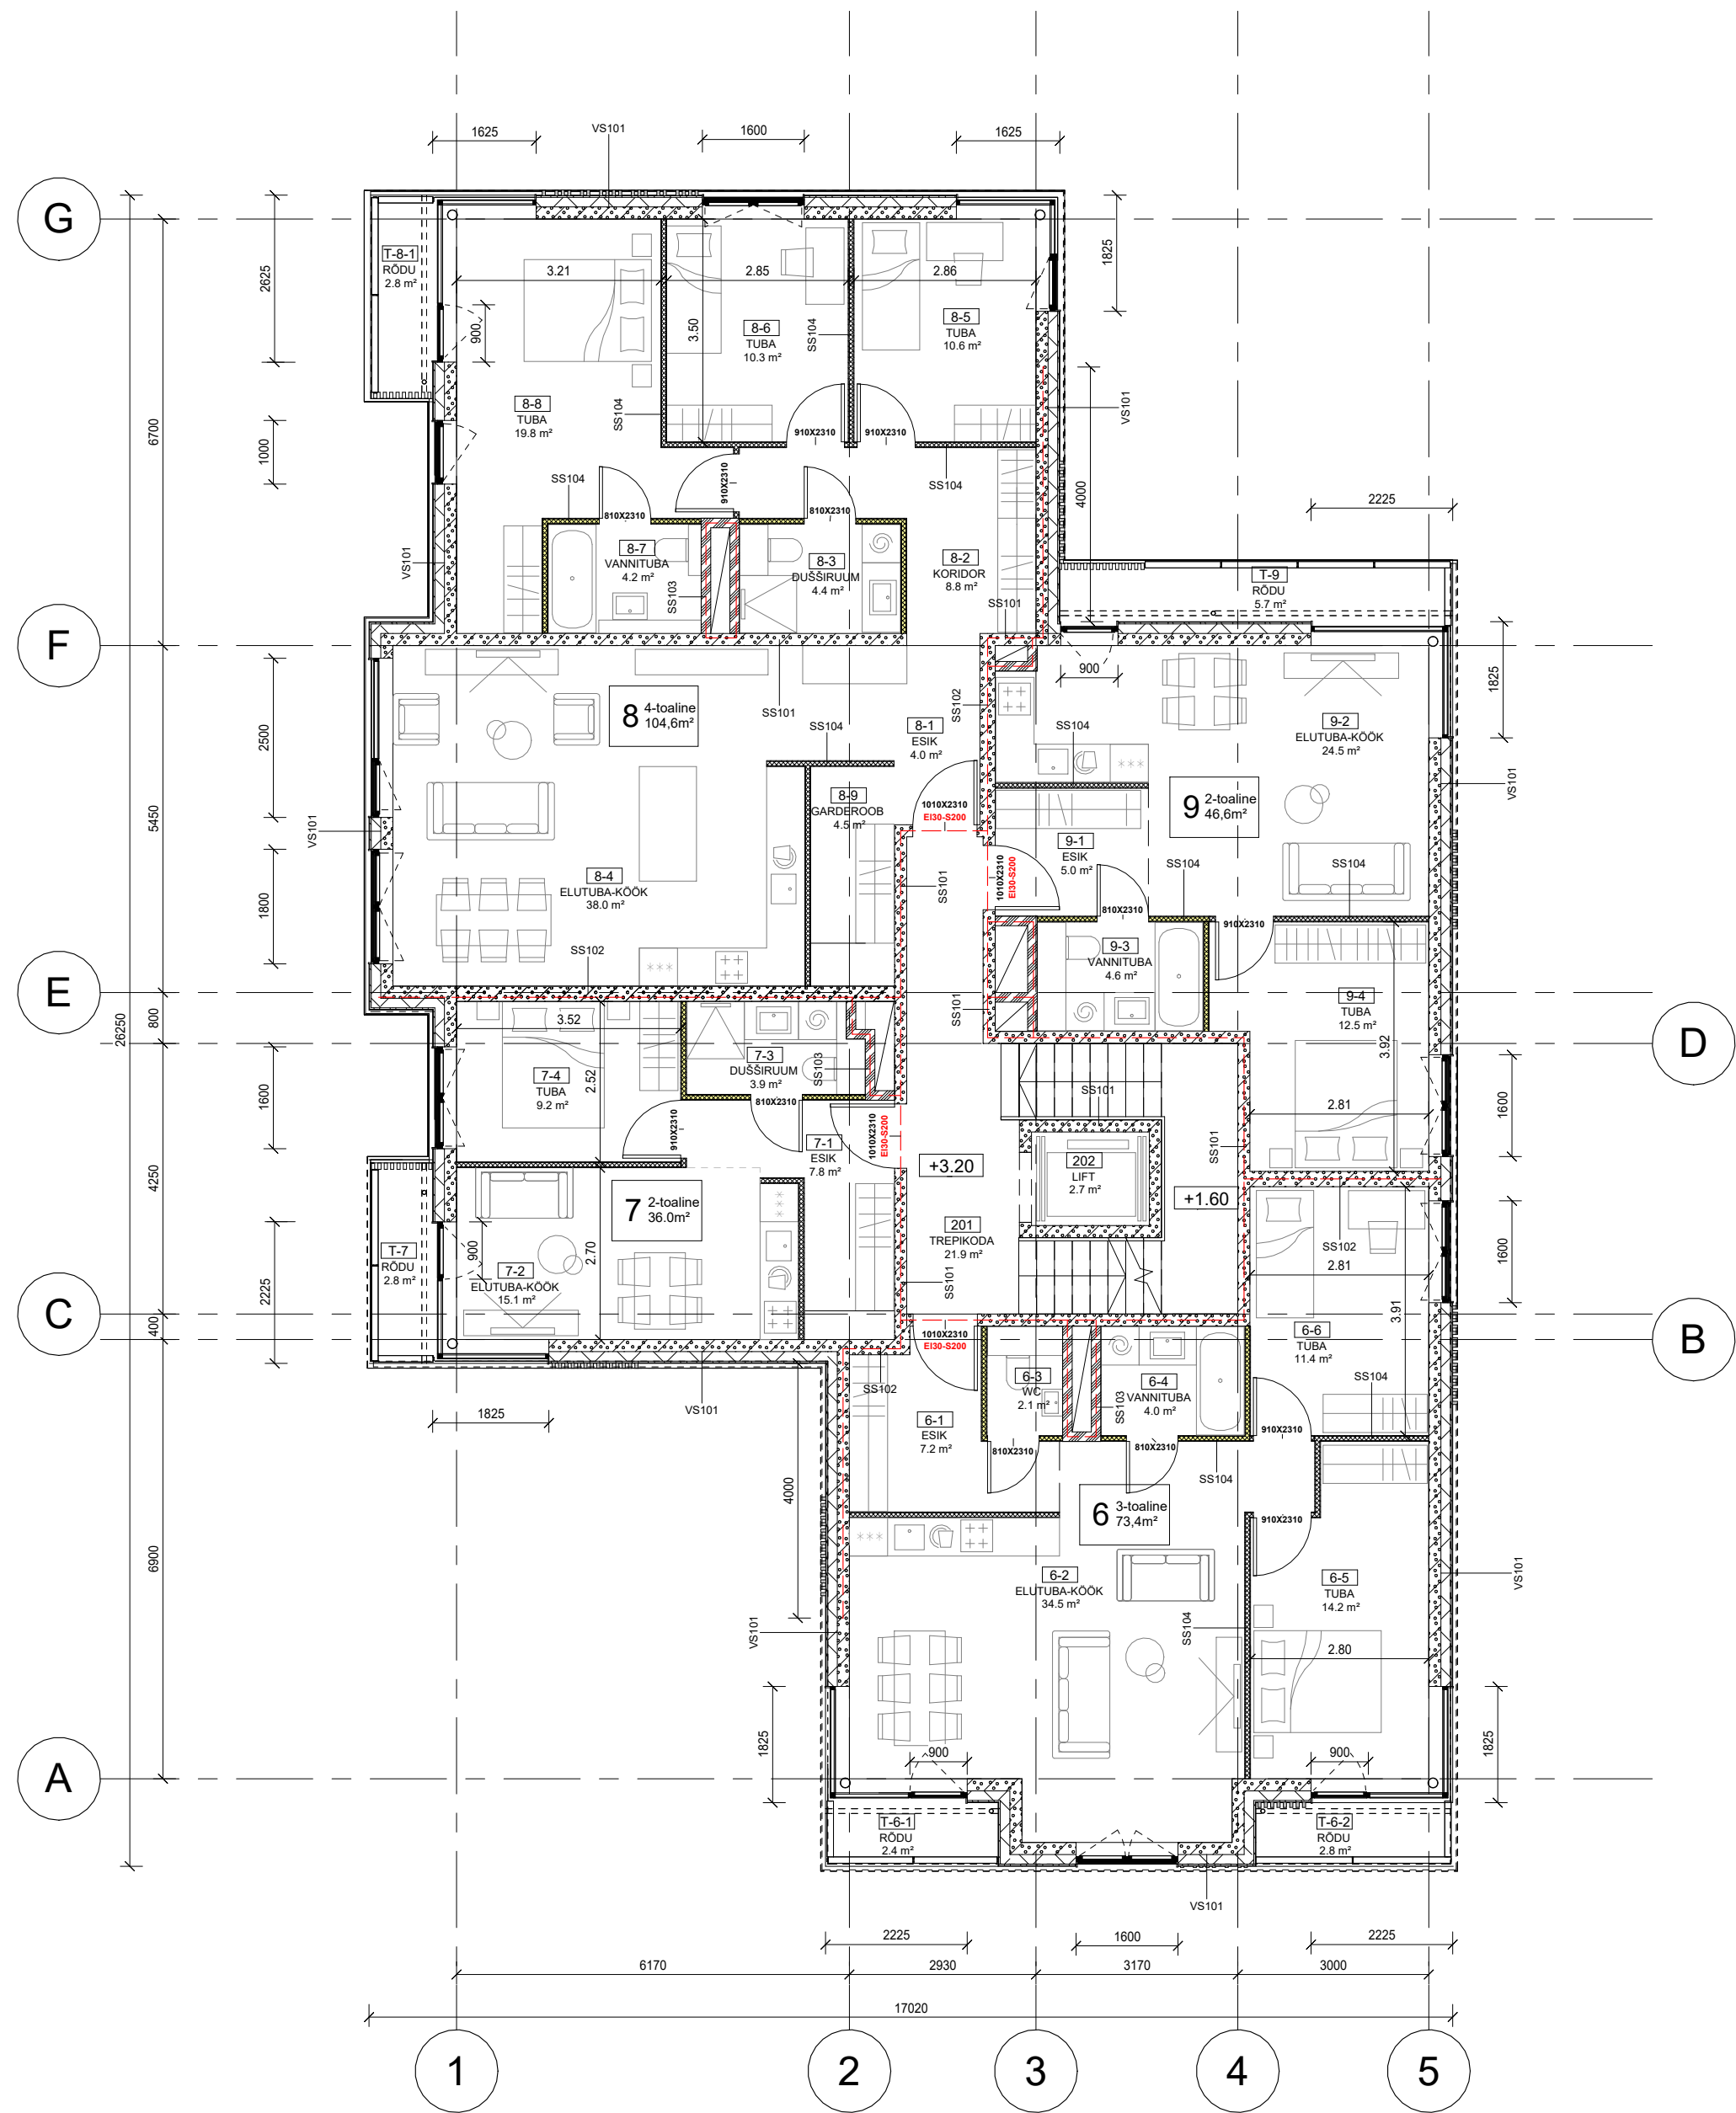 1625
VS101
1600
1625
G
T-8-1
RÕDU
2.8 m²
2625
1825
3.21
2.85
2.86
900
3.50
8-6
TUBA
10.3 m²
SS104
8-5
TUBA
10.6 m²
8-8
TUBA
19.8 m²
SS104
VS101
6700
1000
910X2310
910X2310
SS104
910X2310
SS104
4000
2225
810X2310
810X2310
VS101
8-7
VANNITUBA
4.2 m²
SS103
8-3
DUŠŠIRUUM
4.4 m²
8-2
KORIDOR
8.8 m²
SS101
T-9
RÕDU
5.7 m²
F
900
1825
8
4-toaline
104,6m²
SS101
SS104
8-1
ESIK
4.0 m²
SS102
SS104
9-2
ELUTUBA-KÖÖK
24.5 m²
2500
5450
26250
8-9
GARDEROOB
4.5 m²
1010X2310
EI30-S200
9
2-toaline
46,6m²
VS101
VS101
9-1
ESIK
5.0 m²
1010X2310
EI30-S200
SS104
SS104
8-4
ELUTUBA-KÖÖK
38.0 m²
SS101
1800
810X2310
910X2310
SS102
9-3
VANNITUBA
4.6 m²
E
SS101
9-4
TUBA
12.5 m²
800
3.52
D
3.92
7-4
TUBA
9.2 m²
2.52
7-3
DUŠŠIRUUM
3.9 m²
SS103
SS101
1600
810X2310
910X2310
1010X2310
EI30-S200
2.81
1600
7-1
ESIK
7.8 m²
SS101
+3.20
202
LIFT
2.7 m²
+1.60
4250
7
2-toaline
36.0m²
201
TREPIKODA
21.9 m²
SS102
2.81
1600
T-7
RÕDU
2.8 m²
900
2.70
7-2
ELUTUBA-KÖÖK
15.1 m²
SS101
2225
C
400
1010X2310
EI30-S200
3.91
6-6
TUBA
11.4 m²
B
SS102
6-3
WC
2.1 m²
SS103
6-4
VANNITUBA
4.0 m²
SS104
1825
VS101
6-1
ESIK
7.2 m²
810X2310
810X2310
910X2310
SS104
4000
6
3-toaline
73,4m²
910X2310
6900
6-2
ELUTUBA-KÖÖK
34.5 m²
6-5
TUBA
14.2 m²
VS101
VS101
SS104
2.80
1825
900
900
1825
A
T-6-1
RÕDU
2.4 m²
T-6-2
RÕDU
2.8 m²
VS101
2225
1600
2225
6170
2930
3170
3000
17020
1
2
3
4
5